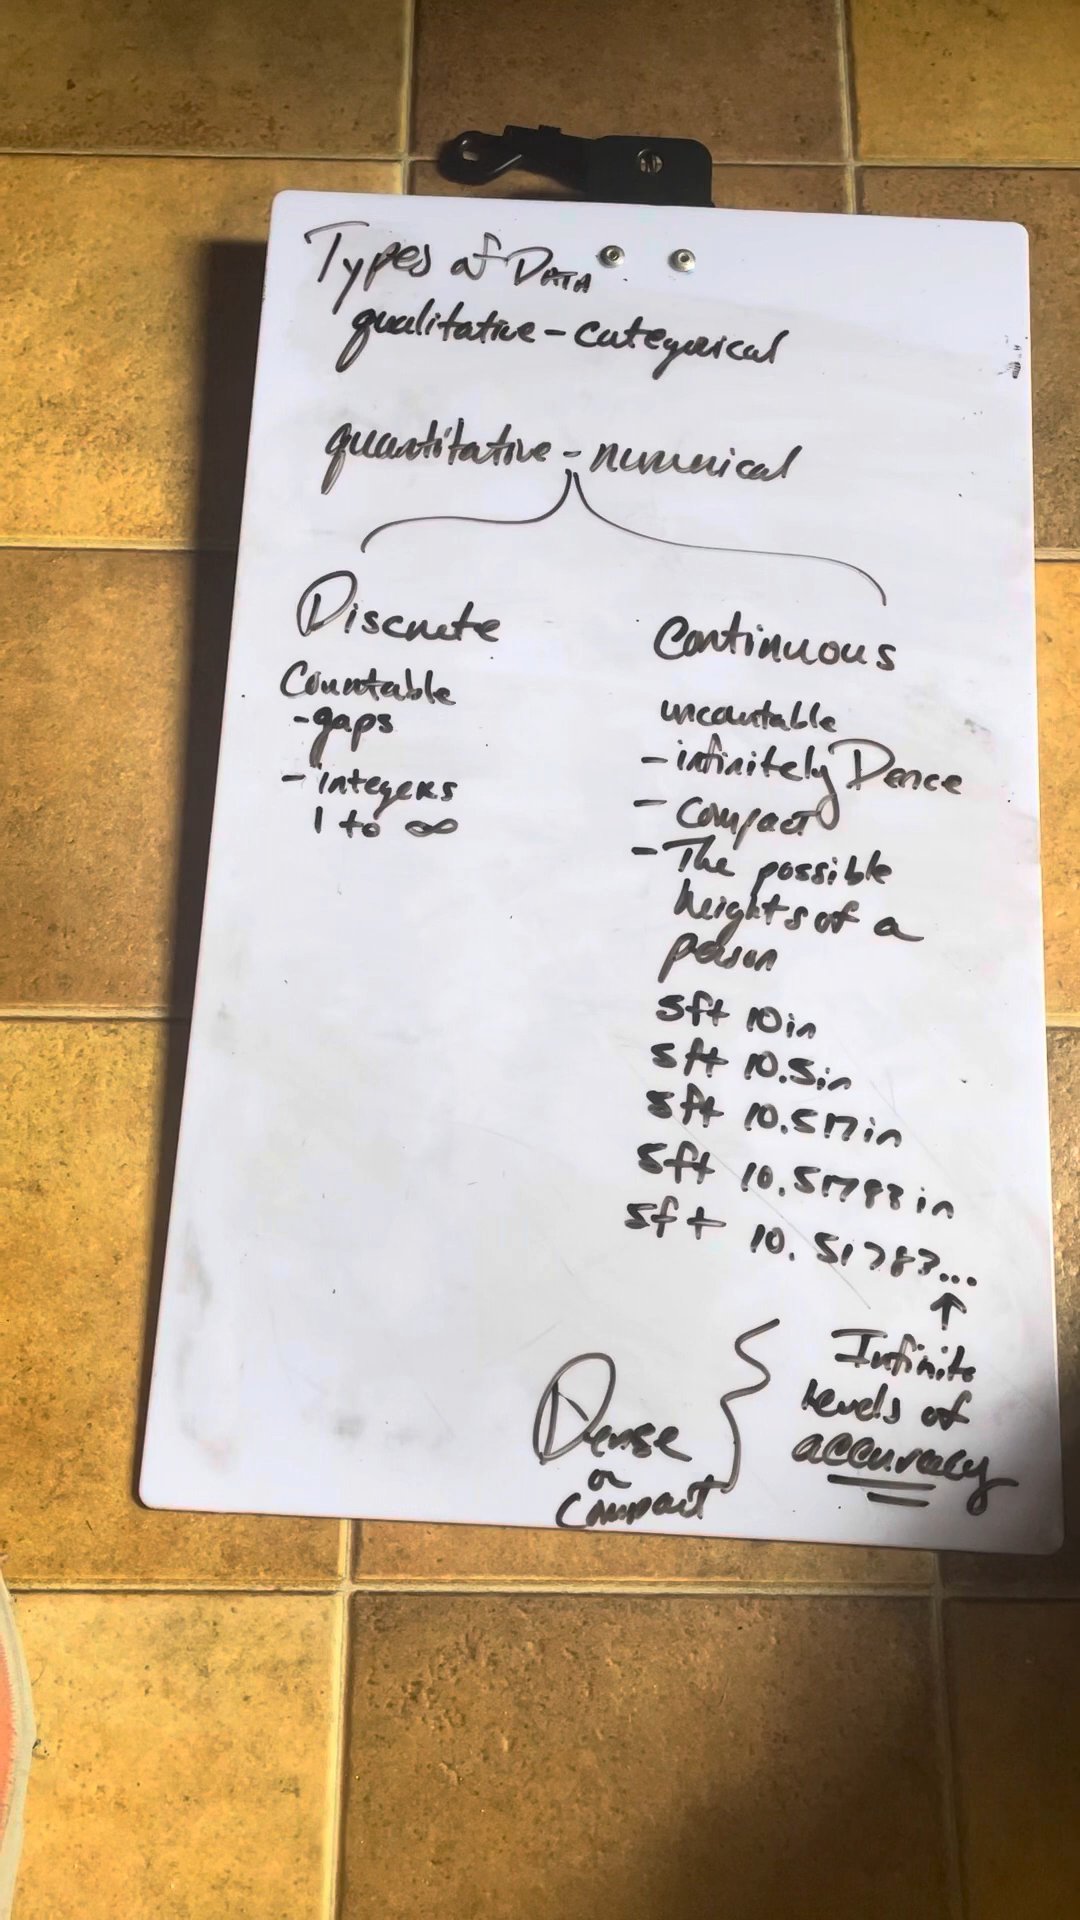 Types of DATA
qualitative - categorical
quantitative - numerical
Discrete
Countable
- gaps
- integers
1 to ∞
Continuous
uncountable
- infinitely Dence
- compact
- The possible
heights of a
person
5ft 10in
5ft 10.5in
5ft 10.517in
5ft 10.51783in
5ft 10.51783...
↑
Infinite
levels of
accuracy
Dense
or
Compact